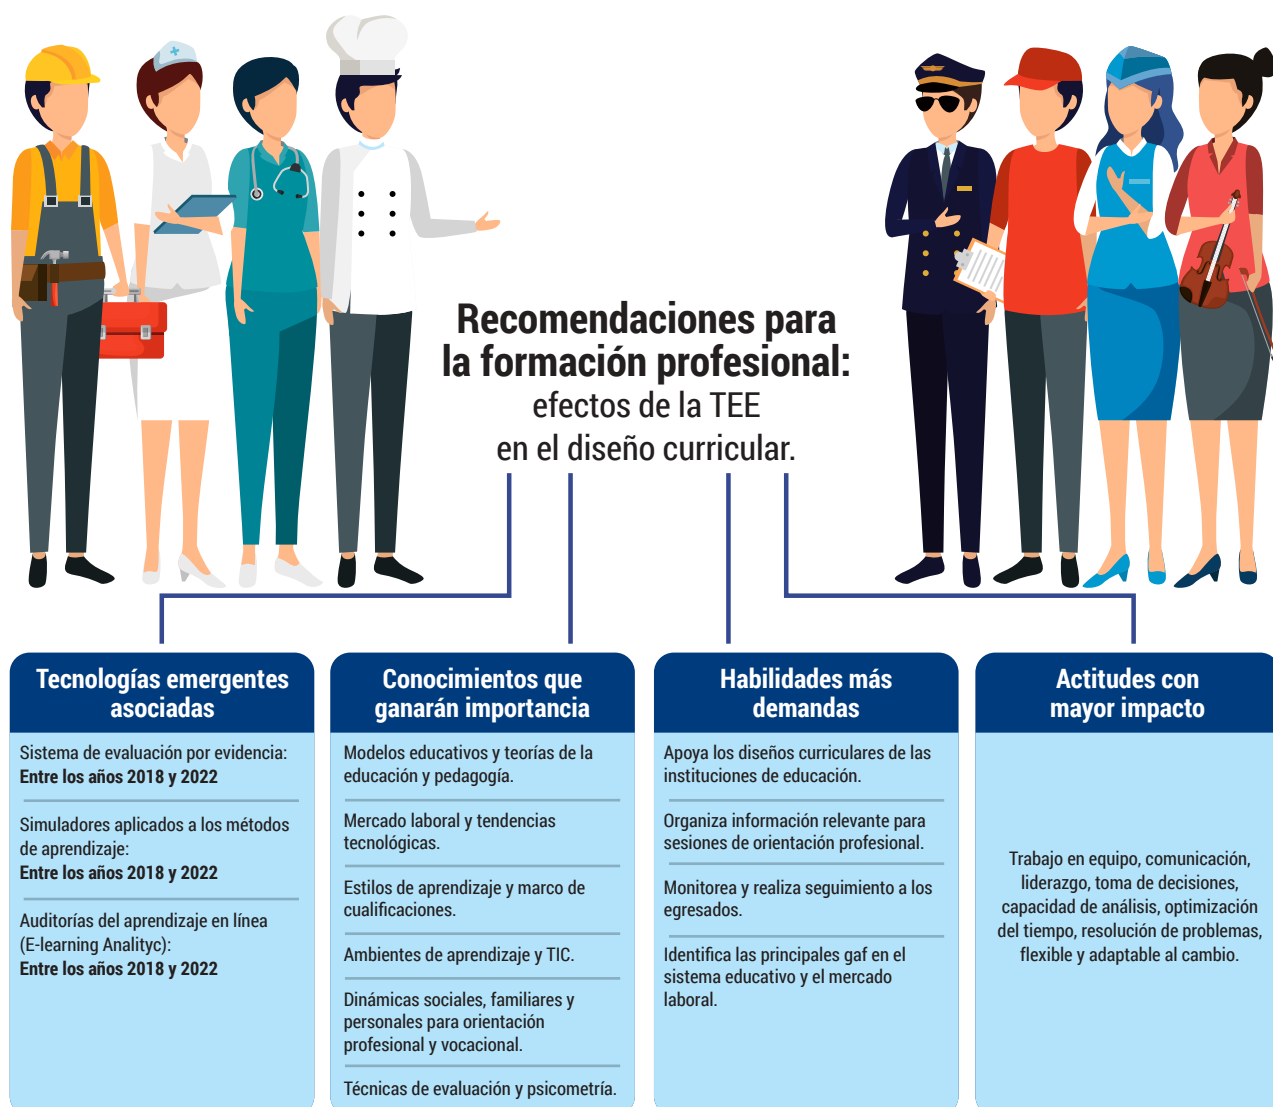 Recomendaciones para
la formación profesional:
efectos de la TEE
en el diseño curricular.
Tecnologías emergentes
asociadas
Sistema de evaluación por evidencia:
Entre los años 2018 y 2022
Simuladores aplicados a los métodos
de aprendizaje:
Entre los años 2018 y 2022
Auditorías del aprendizaje en línea
(E-learning Analityc):
Entre los años 2018 y 2022
Conocimientos que
ganarán importancia
Modelos educativos y teorías de la
educación y pedagogía.
Mercado laboral y tendencias
tecnológicas.
Estilos de aprendizaje y marco de
cualificaciones.
Ambientes de aprendizaje y TIC.
Dinámicas sociales, familiares y
personales para orientación
profesional y vocacional.
Técnicas de evaluación y psicometría.
Habilidades más
demandas
Apoya los diseños curriculares de las
instituciones de educación.
Organiza información relevante para
sesiones de orientación profesional.
Monitorea y realiza seguimiento a los
egresados.
Identifica las principales gaf en el
sistema educativo y el mercado
laboral.
Actitudes con
mayor impacto
Trabajo en equipo, comunicación,
liderazgo, toma de decisiones,
capacidad de análisis, optimización
del tiempo, resolución de problemas,
flexible y adaptable al cambio.